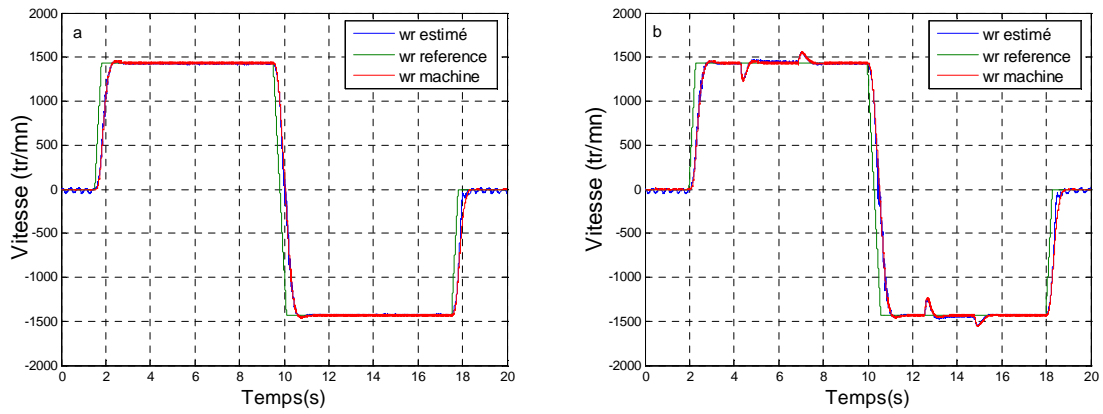 a
wr estimé
wr reference
wr machine
2000
1500
1000
500
0
-500
-1000
-1500
-2000
0 2 4 6 8 10 12 14 16 18 20
Vitesse (tr/mn)
Temps(s)
b
wr estimé
wr reference
wr machine
2000
1500
1000
500
0
-500
-1000
-1500
-2000
0 2 4 6 8 10 12 14 16 18 20
Vitesse (tr/mn)
Temps(s)